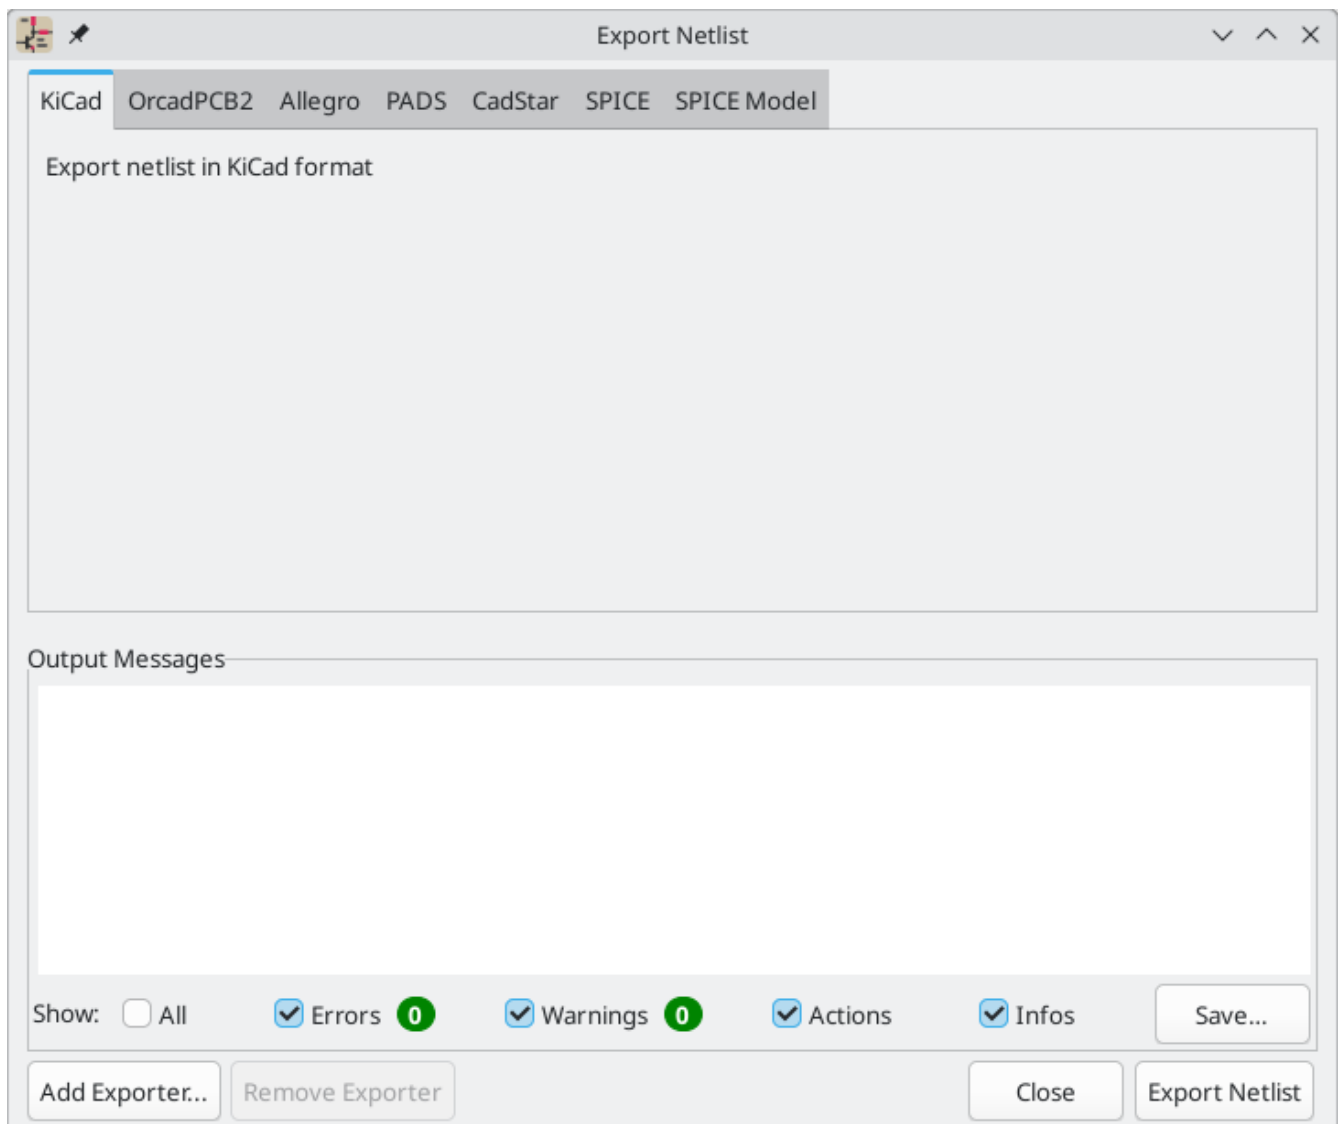 Export Netlist
KiCad OrcadPCB2 Allegro PADS CadStar SPICE SPICE Model
Export netlist in KiCad format
Output Messages
Show: All Errors 0 Warnings 0 Actions Infos Save...
Add Exporter... Remove Exporter Close Export Netlist